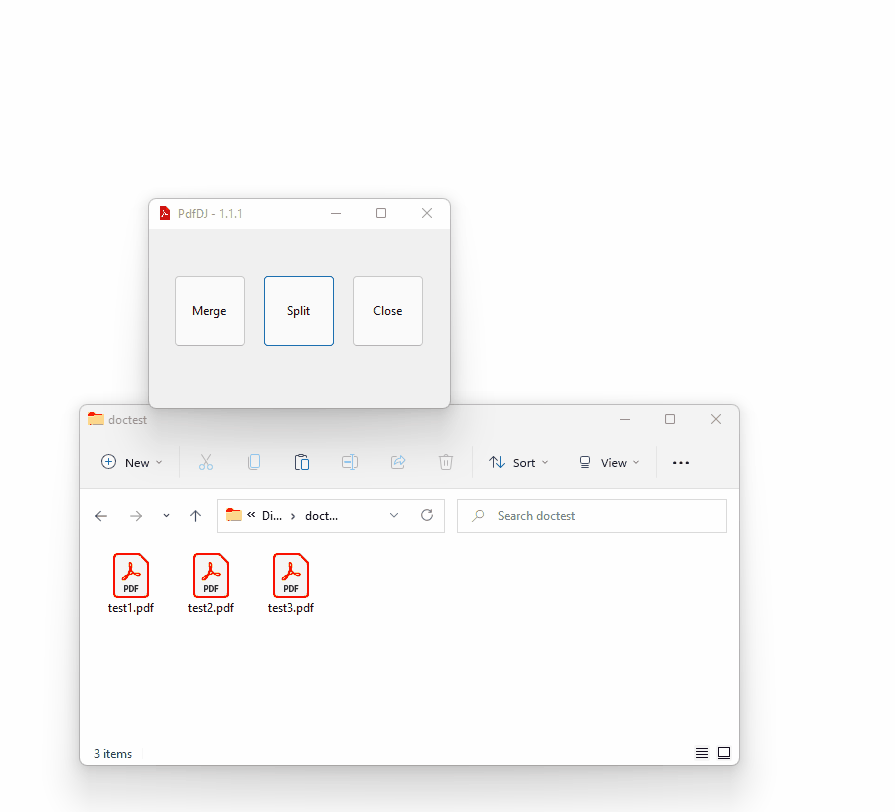 PdfDJ - 1.1.1
Merge
Split
Close
doctest
New
Sort
View
« Di... › doct...
Search doctest
PDF
PDF
PDF
test1.pdf
test2.pdf
test3.pdf
3 items